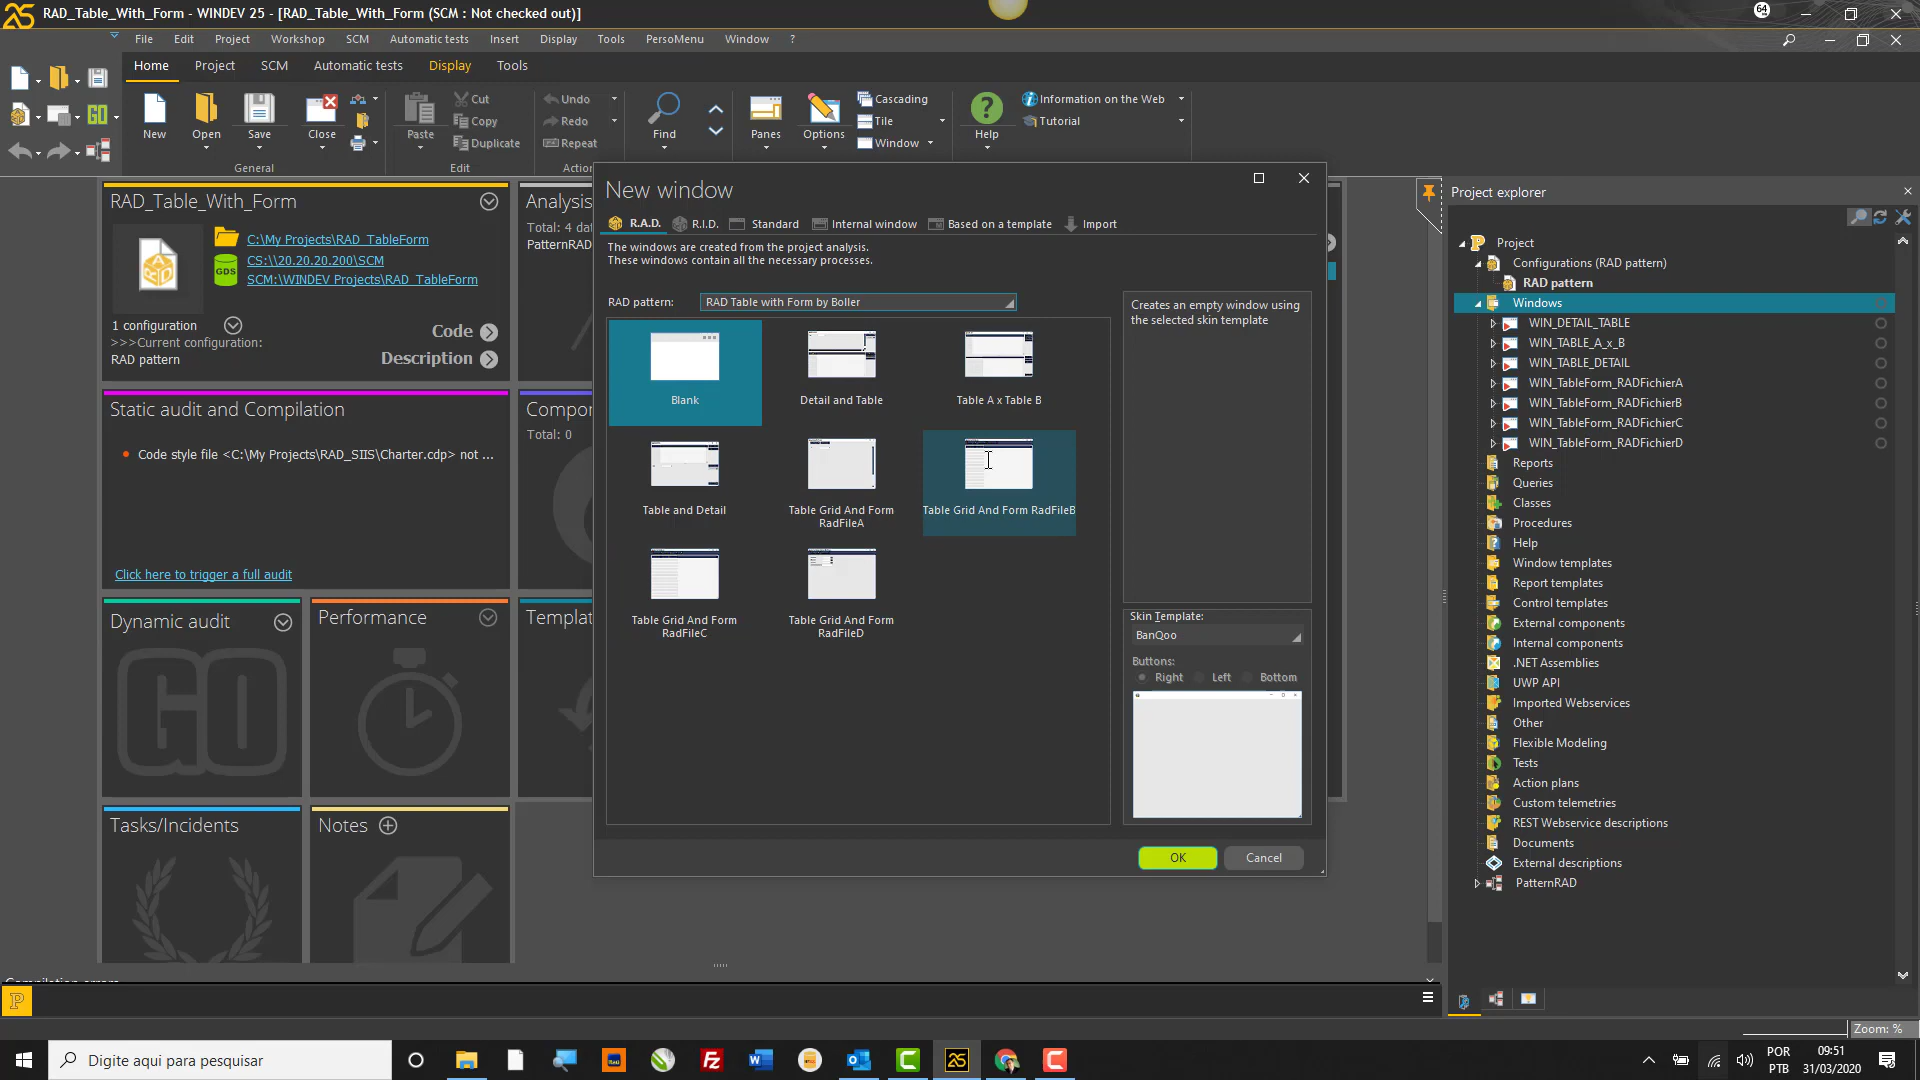 RAD_Table_With_Form - WINDEV 25 - [RAD_Table_With_Form (SCM : Not checked out)]
64
File Edit Project Workshop SCM Automatic tests Insert Display Tools PersoMenu Window ?
Home Project SCM Automatic tests Display Tools
New Open Save Close
General
Paste Cut Copy Duplicate
Edit
Undo Redo Repeat
Find Panes Options
Cascading Tile Window
Help
Information on the Web
Tutorial
RAD_Table_With_Form
C:\My Projects\RAD_TableForm
CS:\\20.20.20.200\SCM
GDS
SCM:\WINDEV Projects\RAD_TableForm
1 configuration
>>>Current configuration:
RAD pattern
Code
Description
Analysis
PatternRAD
Static audit and Compilation
Code style file <C:\My Projects\RAD_SIIS\Charter.cdp> not ...
Click here to trigger a full audit
Total: 0
Dynamic audit
GO
Performance
Tasks/Incidents
Notes
New window
R.A.D. R.I.D. Standard Internal window Based on a template Import
The windows are created from the project analysis.
These windows contain all the necessary processes.
RAD pattern: RAD Table with Form by Boller
Blank
Detail and Table
Table A x Table B
Table and Detail
Table Grid And Form RadFileA
Table Grid And Form RadFileB
Table Grid And Form RadFileC
Table Grid And Form RadFileD
Creates an empty window using
the selected skin template
Skin Template:
BanQoo
Buttons:
Right Left Bottom
OK Cancel
Project explorer
Project
Configurations (RAD pattern)
RAD pattern
Windows
WIN_DETAIL_TABLE
WIN_TABLE_A_x_B
WIN_TABLE_DETAIL
WIN_TableForm_RADFichierA
WIN_TableForm_RADFichierB
WIN_TableForm_RADFichierC
WIN_TableForm_RADFichierD
Reports
Queries
Classes
Procedures
Help
Window templates
Report templates
Control templates
External components
Internal components
.NET Assemblies
UWP API
Imported Webservices
Other
Flexible Modeling
Tests
Action plans
Custom telemetries
REST Webservice descriptions
Documents
External descriptions
PatternRAD
Zoom: %
Digite aqui para pesquisar
POR
PTB
09:51
31/03/2020